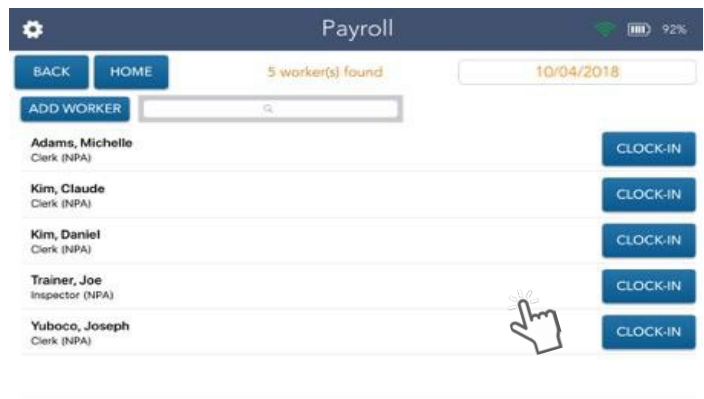 Payroll
92%
BACK HOME 5 worker(s) found 10/04/2018
ADD WORKER
Adams, Michelle
Clerk (NPA)
CLOCK-IN
Kim, Claude
Clerk (NPA)
CLOCK-IN
Kim, Daniel
Clerk (NPA)
CLOCK-IN
Trainer, Joe
Inspector (NPA)
CLOCK-IN
Yuboco, Joseph
Clerk (NPA)
CLOCK-IN